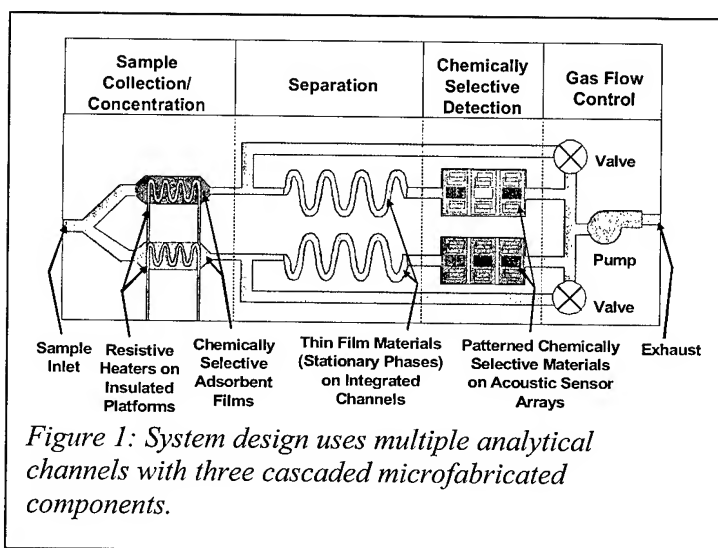 Sample
Collection/
Concentration
Separation
Chemically
Selective
Detection
Gas Flow
Control
Valve
Pump
Valve
Sample
Inlet
Resistive
Heaters on
Insulated
Platforms
Chemically
Selective
Adsorbent
Films
Thin Film Materials
(Stationary Phases)
on Integrated
Channels
Patterned Chemically
Selective Materials
on Acoustic Sensor
Arrays
Exhaust
Figure 1: System design uses multiple analytical
channels with three cascaded microfabricated
components.